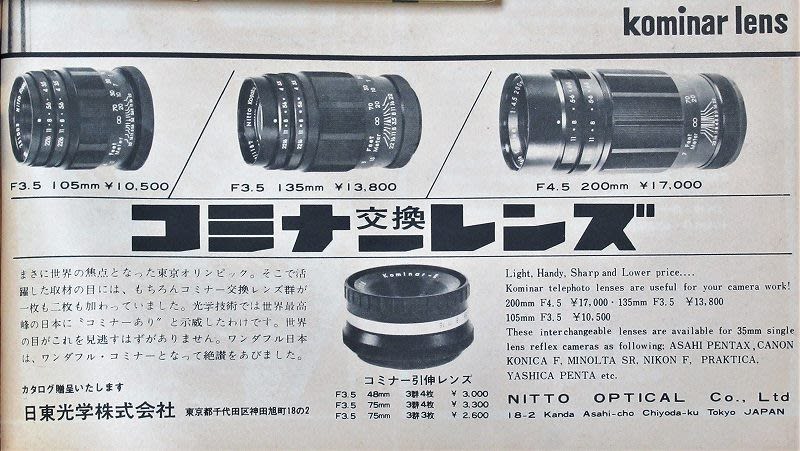 kominar lens
F3.5 105mm ¥10,500
F3.5 135mm ¥13,800
F4.5 200mm ¥17,000
コミナー交換レンズ
まさに世界の焦点となった東京オリンピック。そこで活
躍した取材の目には、もちろんコミナー交換レンズ群が
一枚も二枚も加わっていました。光学技術では世界最高
峰の日本に〝コミナーあり〟と示威したわけです。世界
の目がこれを見逃すはずがありません。ワンダフル日本
は、ワンダフル・コミナーとなって絶讃をあびました。
カタログ贈呈いたします
日東光学株式会社 東京都千代田区神田旭町18の2
Kominar-E
コミナー引伸レンズ
F3.5 48mm 3群4枚 ¥ 3,000
F3.5 75mm 3群4枚 ¥ 3,300
F3.5 75mm 3群3枚 ¥ 2,600
Light, Handy, Sharp and Lower price....
Kominar telephoto lenses are useful for your camera work!
200mm F4.5 ¥17,000・135mm F3.5 ¥13,800
105mm F3.5 ¥10,500
These interchangeable lenses are available for 35mm single
lens reflex cameras as following; ASAHI PENTAX, CANON
KONICA F, MINOLTA SR, NIKON F, PRAKTICA,
YASHICA PENTA etc.
NITTO OPTICAL Co., Ltd
18-2 Kanda Asahi-cho Chiyoda-ku Tokyo JAPAN